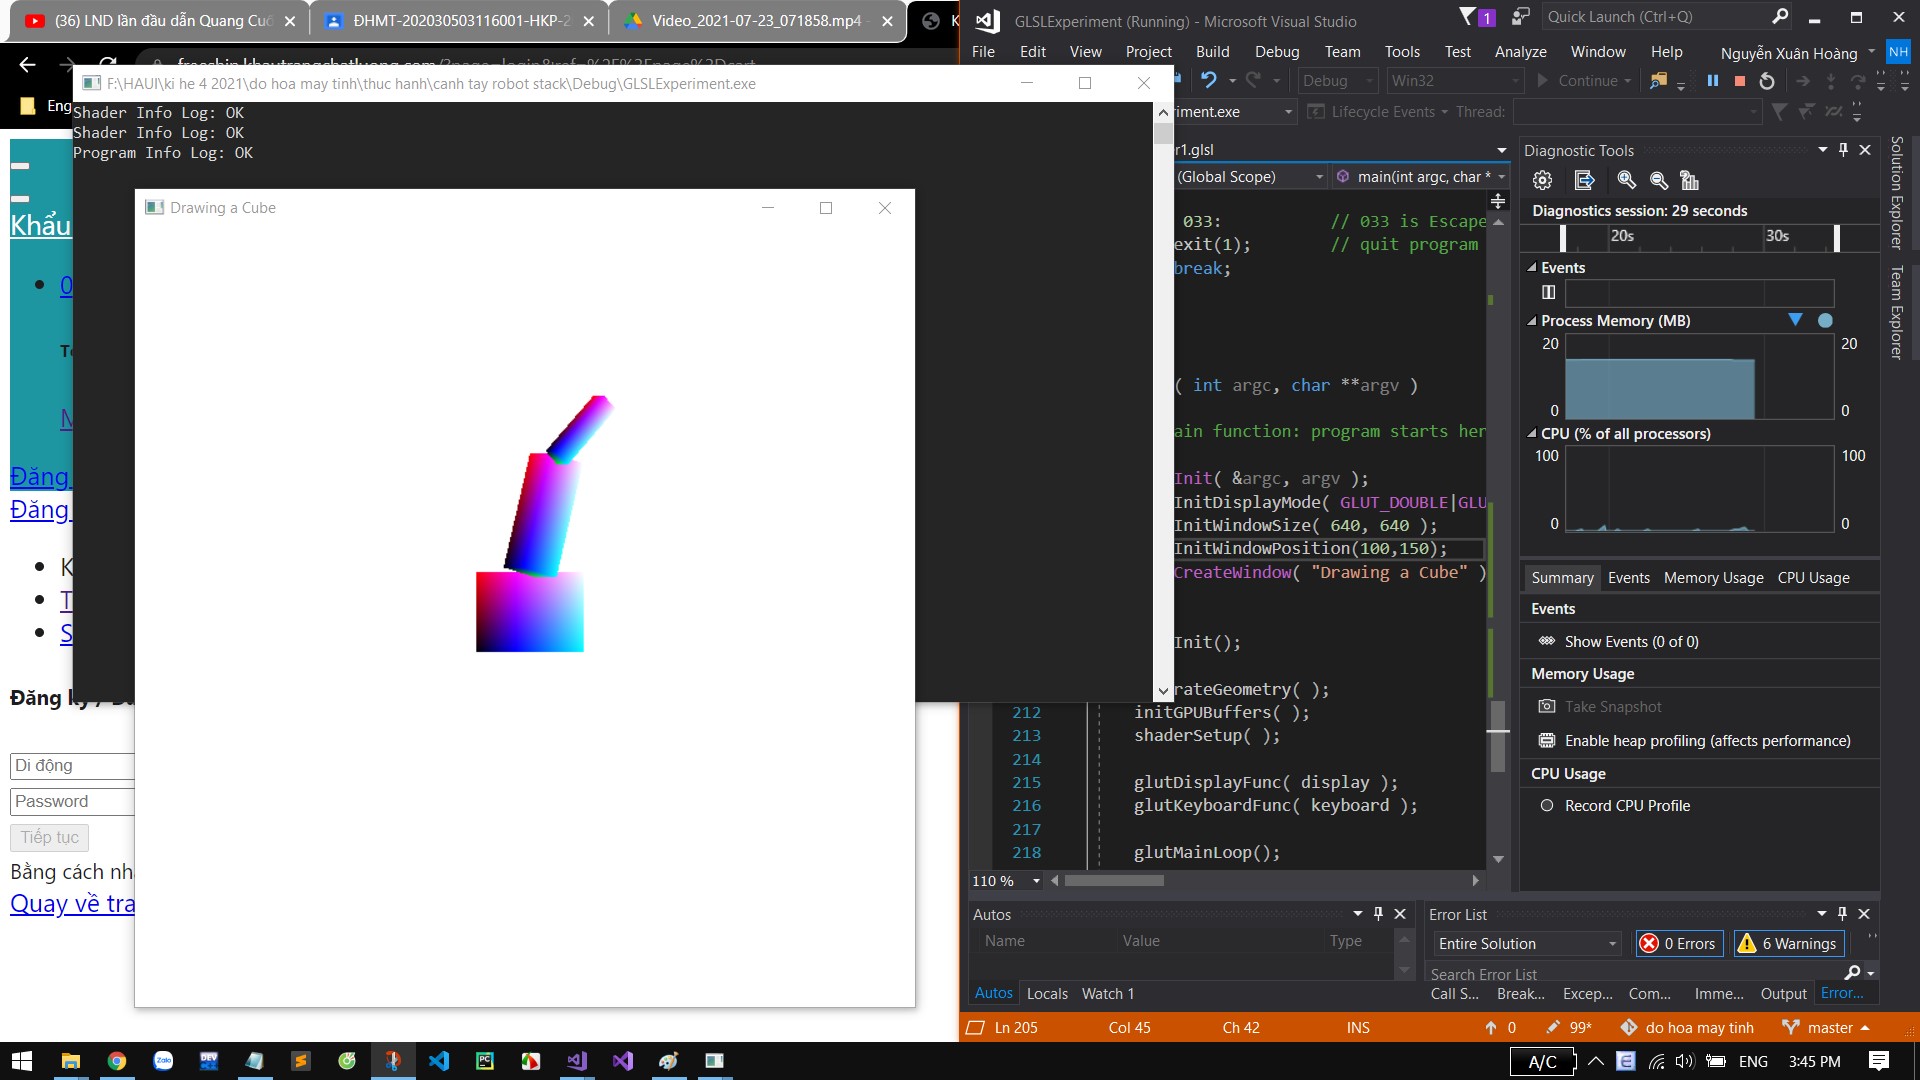 (36) LND lần đầu dẫn Quang Cuố
ĐHMT-202030503116001-HKP-2
Video_2021-07-23_071858.mp4 -
GLSLExperiment (Running) - Microsoft Visual Studio
1
Quick Launch (Ctrl+Q)
File Edit View Project Build Debug Team Tools Test Analyze Window Help
Nguyễn Xuân Hoàng
NH
Debug
Win32
Continue
F:\HAUI\ki he 4 2021\do hoa may tinh\thuc hanh\canh tay robot stack\Debug\GLSLExperiment.exe
Eng
iment.exe
Lifecycle Events
Thread:
Shader Info Log: OK
Shader Info Log: OK
Program Info Log: OK
r1.glsl
(Global Scope)
main(int argc, char *
Drawing a Cube
Khẩu
0
Đăng
Đăng
K
T
S
Di động
Password
Tiếp tục
Bằng cách nh
Quay về tra
033: // 033 is Escape
exit(1); // quit program
break;
( int argc, char **argv )
ain function: program starts her
Init( &argc, argv );
InitDisplayMode( GLUT_DOUBLE|GLU
InitWindowSize( 640, 640 );
InitWindowPosition(100,150);
CreateWindow( "Drawing a Cube" )
Init();
rateGeometry( );
212 initGPUBuffers( );
213 shaderSetup( );
214
215 glutDisplayFunc( display );
216 glutKeyboardFunc( keyboard );
217
218 glutMainLoop();
110 %
Diagnostic Tools
Diagnostics session: 29 seconds
20s 30s
Events
Process Memory (MB)
20 20
0 0
CPU (% of all processors)
100 100
0 0
Summary Events Memory Usage CPU Usage
Events
Show Events (0 of 0)
Memory Usage
Take Snapshot
Enable heap profiling (affects performance)
CPU Usage
Record CPU Profile
Solution Explorer
Team Explorer
Autos
Name Value Type
Autos Locals Watch 1
Error List
Entire Solution
0 Errors
6 Warnings
Search Error List
Call S... Break... Excep... Com... Imme... Output Error...
Ln 205 Col 45 Ch 42 INS
0 99* do hoa may tinh master
A/C
ENG
3:45 PM